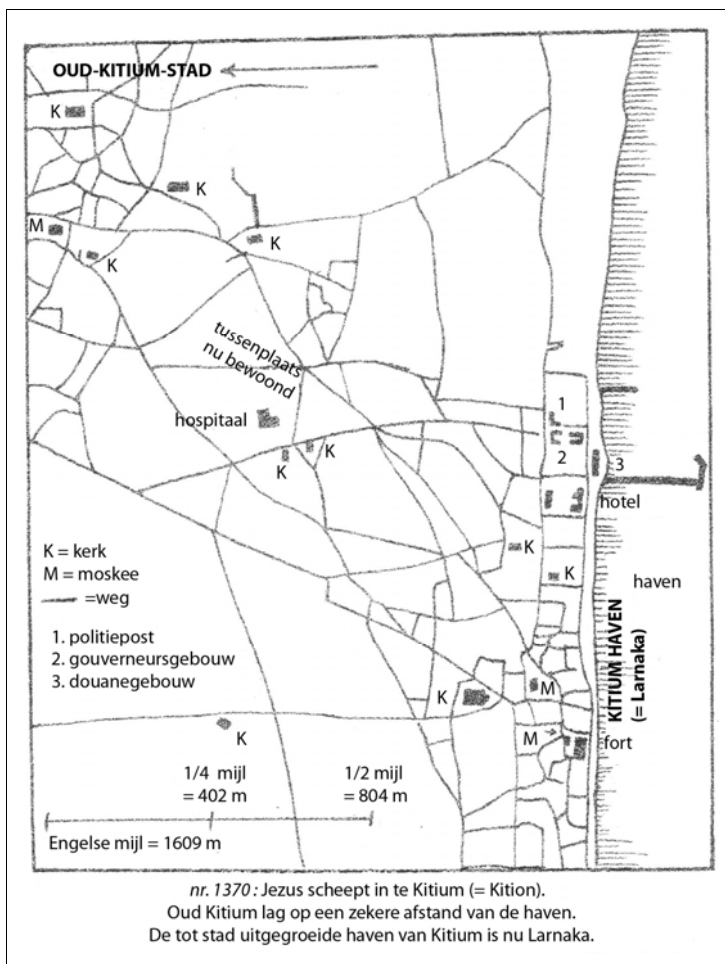 OUD-KITIUM-STAD
K
K
M
K
K
tussenplaats
nu bewoond
hospitaal
1
2
3
K
K
hotel
K
K
K = kerk
M = moskee
=weg
haven
1. politiepost
2. gouverneursgebouw
3. douanegebouw
KITIUM HAVEN
(= Larnaka)
K
M
K
M
fort
1/4 mijl
= 402 m
1/2 mijl
= 804 m
Engelse mijl = 1609 m
nr. 1370 : Jezus scheept in te Kitium (= Kition).
Oud Kitium lag op een zekere afstand van de haven.
De tot stad uitgegroeide haven van Kitium is nu Larnaka.